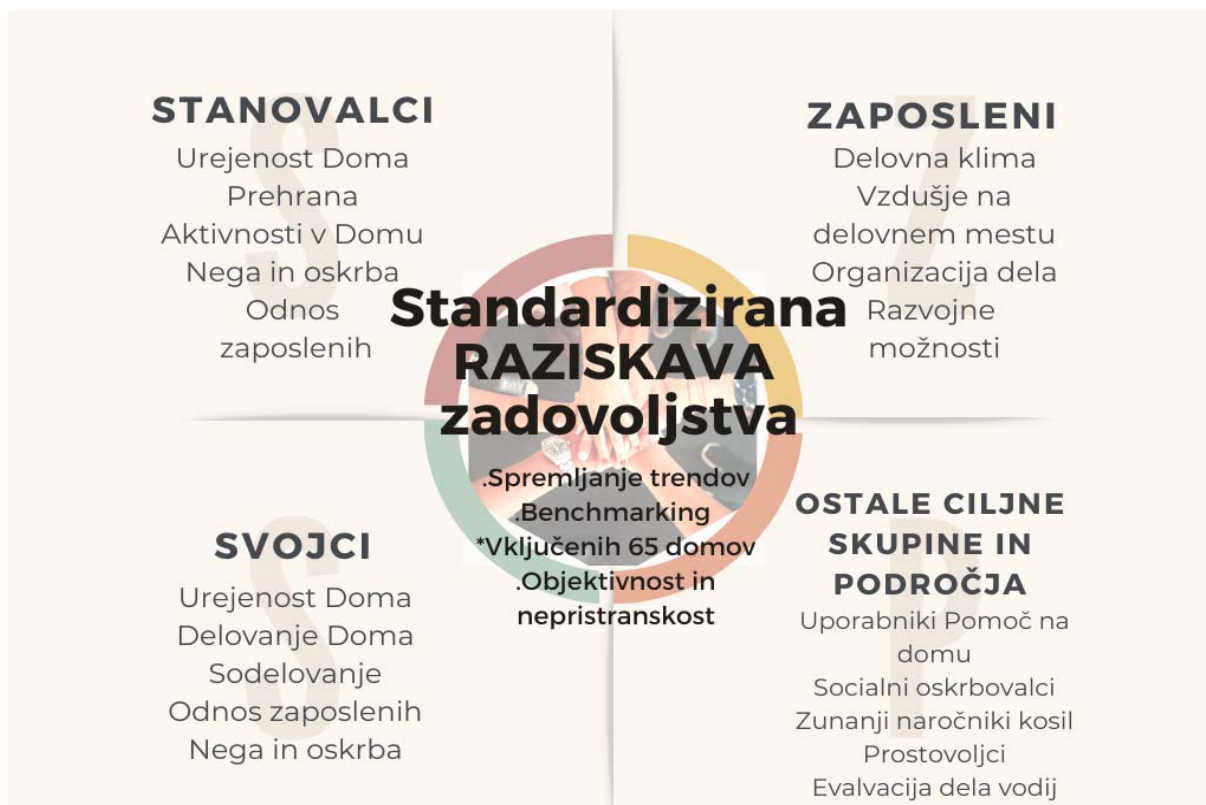 STANOVALCI
Urejenost Doma
Prehrana
Aktivnosti v Domu
Nega in oskrba
Odnos
zaposlenih
ZAPOSLENI
Delovna klima
Vzdušje na
delovnem mestu
Organizacija dela
Razvojne
možnosti
Standardizirana
RAZISKAVA
zadovoljstva
.Spremljanje trendov
.Benchmarking
*Vključenih 65 domov
.Objektivnost in
nepristranskost
SVOJCI
Urejenost Doma
Delovanje Doma
Sodelovanje
Odnos zaposlenih
Nega in oskrba
OSTALE CILJNE
SKUPINE IN
PODROČJA
Uporabniki Pomoč na
domu
Socialni oskrbovalci
Zunanji naročniki kosil
Prostovoljci
Evalvacija dela vodij
S
Z
S
P